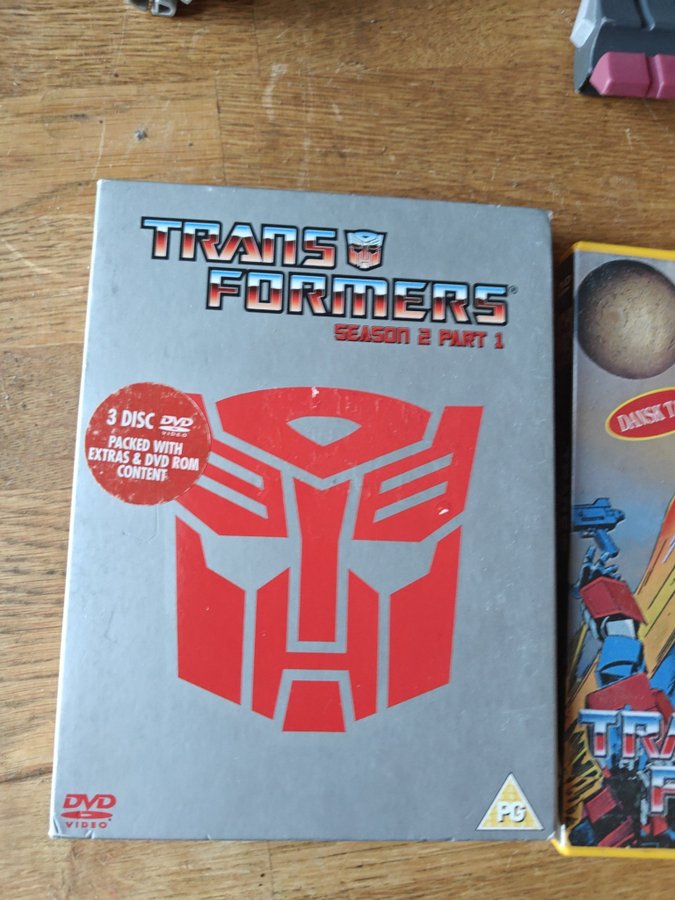 TRANS
FORMERS®
SEASON 2 PART 1
3 DISC DVD
VIDEO
PACKED WITH
EXTRAS & DVD ROM
CONTENT
DVD
VIDEO
PG
DANSK T
TRA
F